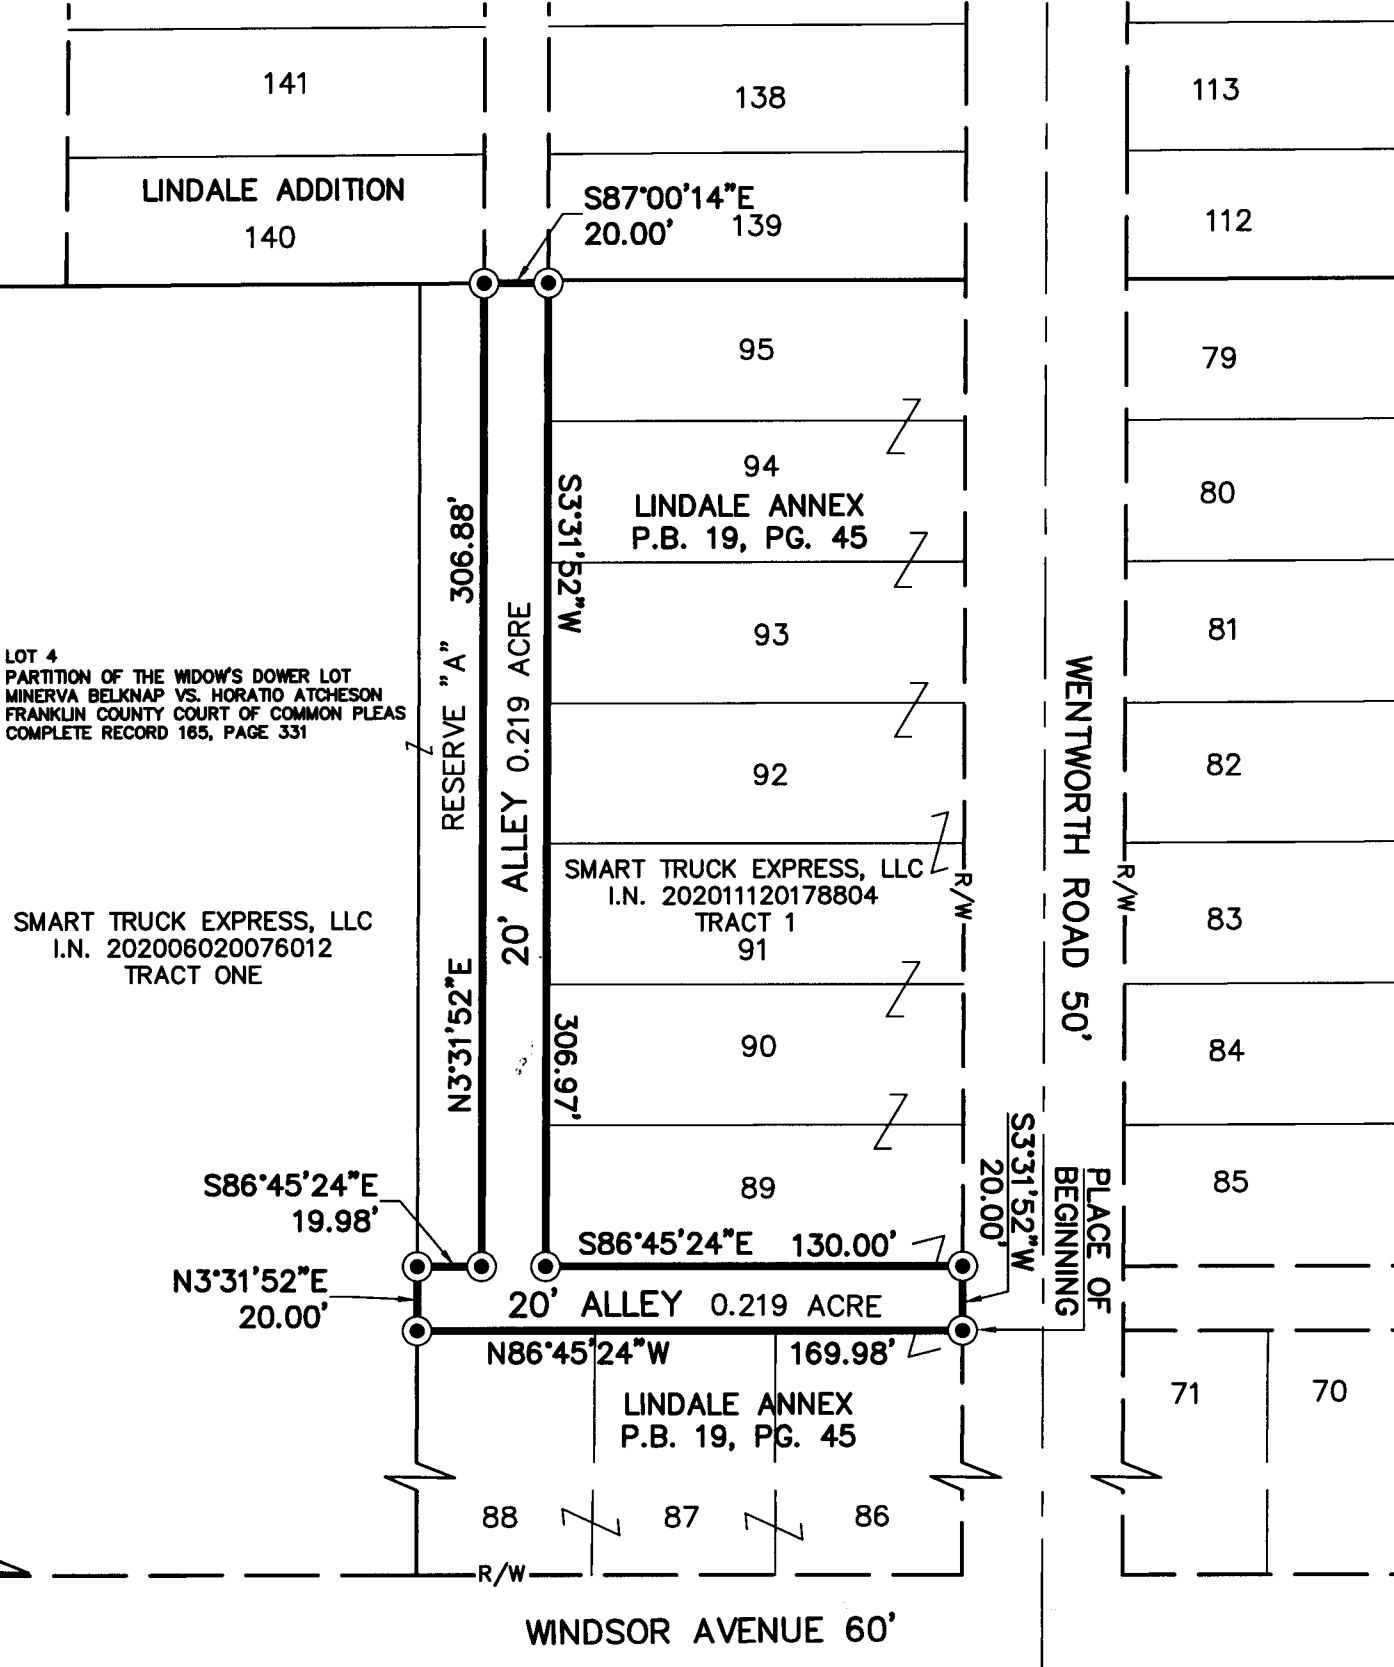 141
138
113
LINDALE ADDITION
S87°00'14"E
20.00'
139
112
140
95
79
94
80
LINDALE ANNEX
P.B. 19, PG. 45
S3°31'52"W
306.88'
93
81
LOT 4
PARTITION OF THE WIDOW'S DOWER LOT
MINERVA BELKNAP VS. HORATIO ATCHESON
FRANKLIN COUNTY COURT OF COMMON PLEAS
COMPLETE RECORD 165, PAGE 331
RESERVE "A"
20' ALLEY 0.219 ACRE
WENTWORTH ROAD 50'
92
82
SMART TRUCK EXPRESS, LLC
I.N. 202011120178804
TRACT 1
91
R/W
R/W
83
SMART TRUCK EXPRESS, LLC
I.N. 202006020076012
TRACT ONE
N3°31'52"E
306.97'
90
84
S3°31'52"W
20.00'
PLACE OF
BEGINNING
S86°45'24"E
19.98'
89
85
S86°45'24"E 130.00'
N3°31'52"E
20.00'
20' ALLEY 0.219 ACRE
N86°45'24"W 169.98'
LINDALE ANNEX
P.B. 19, PG. 45
71
70
88
87
86
R/W
WINDSOR AVENUE 60'